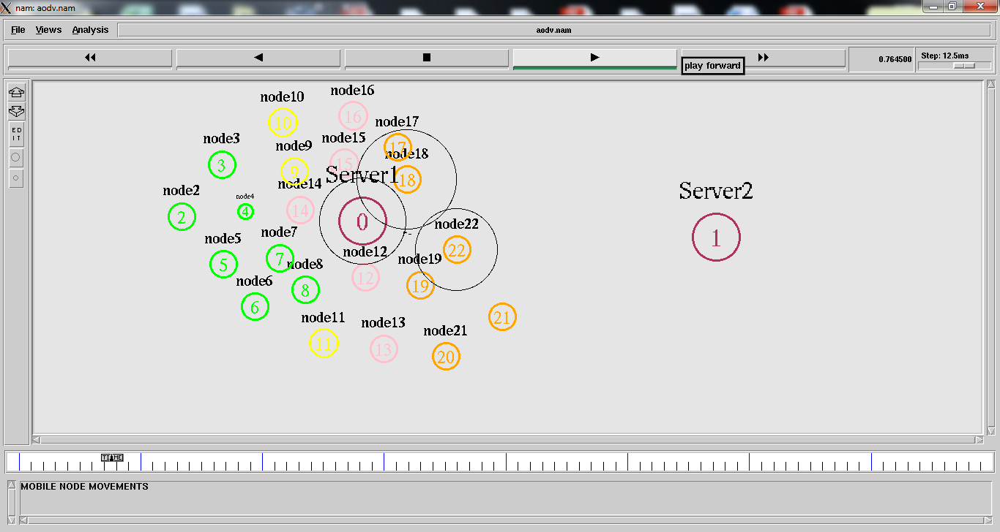 nam: aodv.nam
File Views Analysis
aodv.nam
0.764500
Step: 12.5ms
play forward
ED
IT
node16
node10
16
node17
10
node3
node15
node9
17
node18
3
15
9
Server1
18
node14
node2
node4
Server2
2
4
14
0
node22
node7
node5
1
node12
22
node19
7
node8
5
node6
12
19
8
6
21
node11
node13
node21
11
13
20
TIME
MOBILE NODE MOVEMENTS